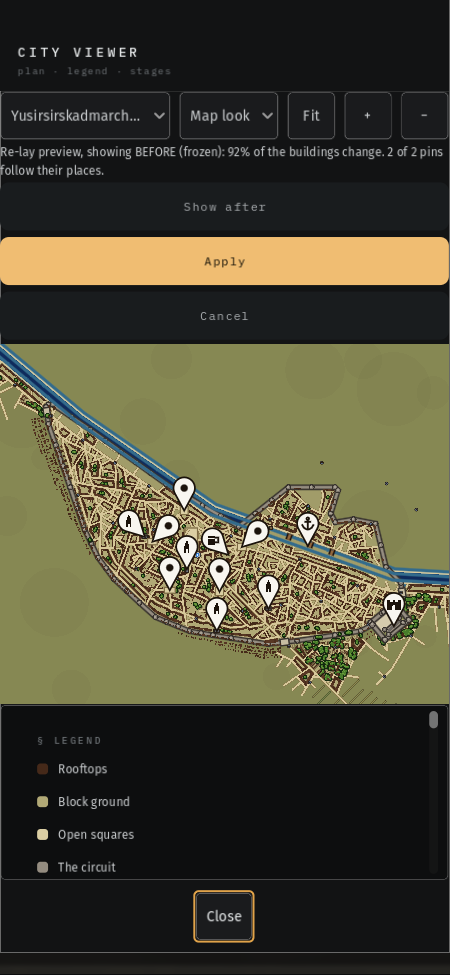 CITY VIEWER
plan · legend · stages
Yusirsirskadmarch...
Map look
Fit
+
−
Re-lay preview, showing BEFORE (frozen): 92% of the buildings change. 2 of 2 pins
follow their places.
Show after
Apply
Cancel
§ LEGEND
Rooftops
Block ground
Open squares
The circuit
Close